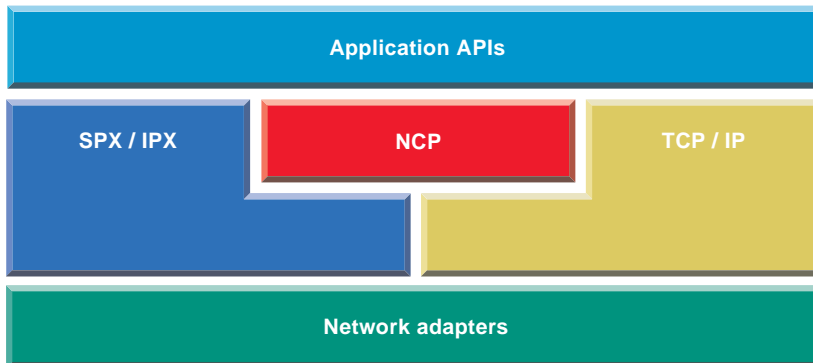 Application APIs
SPX / IPX
NCP
TCP / IP
Network adapters